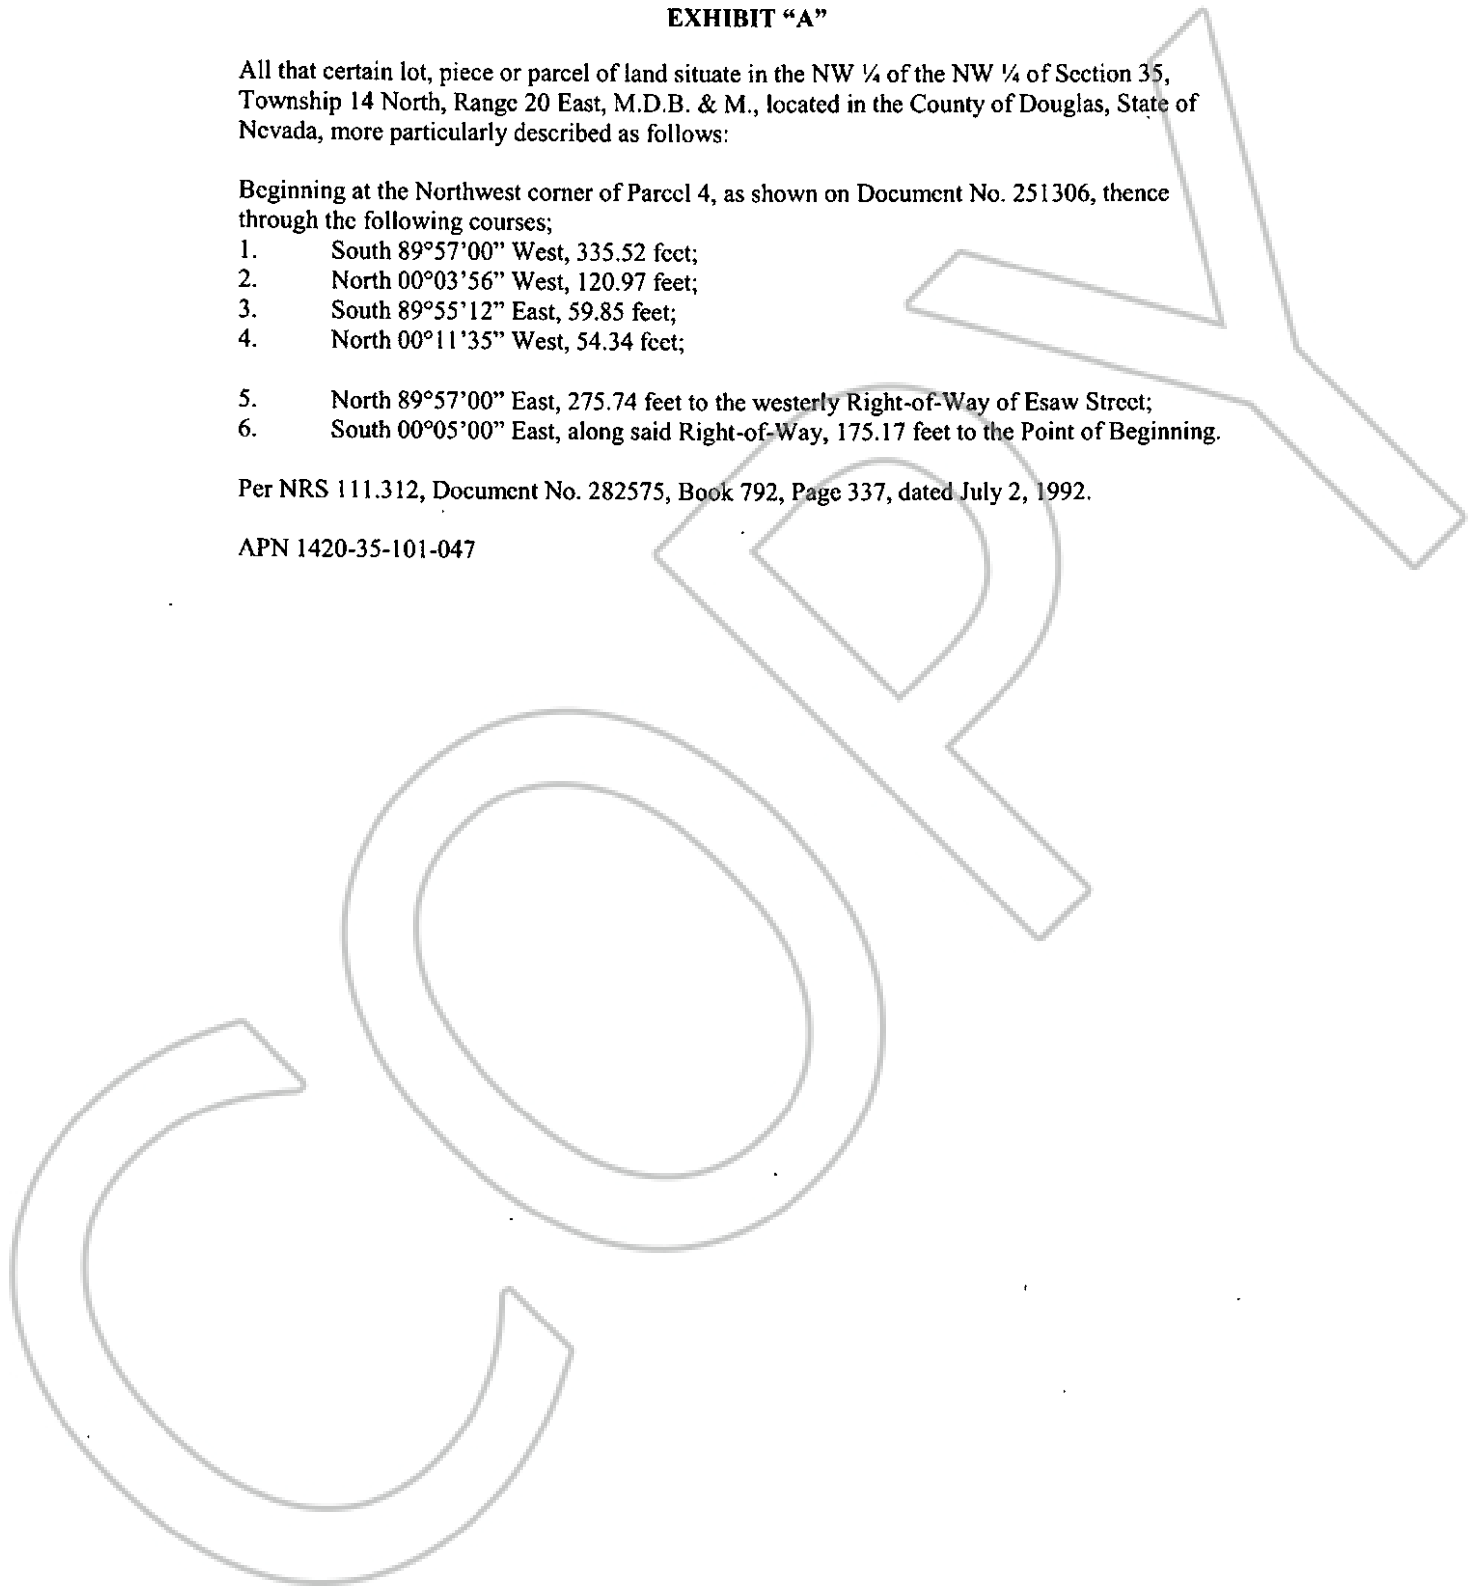 EXHIBIT “A”
All that certain lot, piece or parcel of land situate in the NW ¼ of the NW ¼ of Section 35,
Township 14 North, Range 20 East, M.D.B. & M., located in the County of Douglas, State of
Nevada, more particularly described as follows:
Beginning at the Northwest corner of Parcel 4, as shown on Document No. 251306, thence
through the following courses;
1. South 89°57’00” West, 335.52 feet;
2. North 00°03’56” West, 120.97 feet;
3. South 89°55’12” East, 59.85 feet;
4. North 00°11’35” West, 54.34 feet;
5. North 89°57’00” East, 275.74 feet to the westerly Right-of-Way of Esaw Street;
6. South 00°05’00” East, along said Right-of-Way, 175.17 feet to the Point of Beginning.
Per NRS 111.312, Document No. 282575, Book 792, Page 337, dated July 2, 1992.
APN 1420-35-101-047
COPY